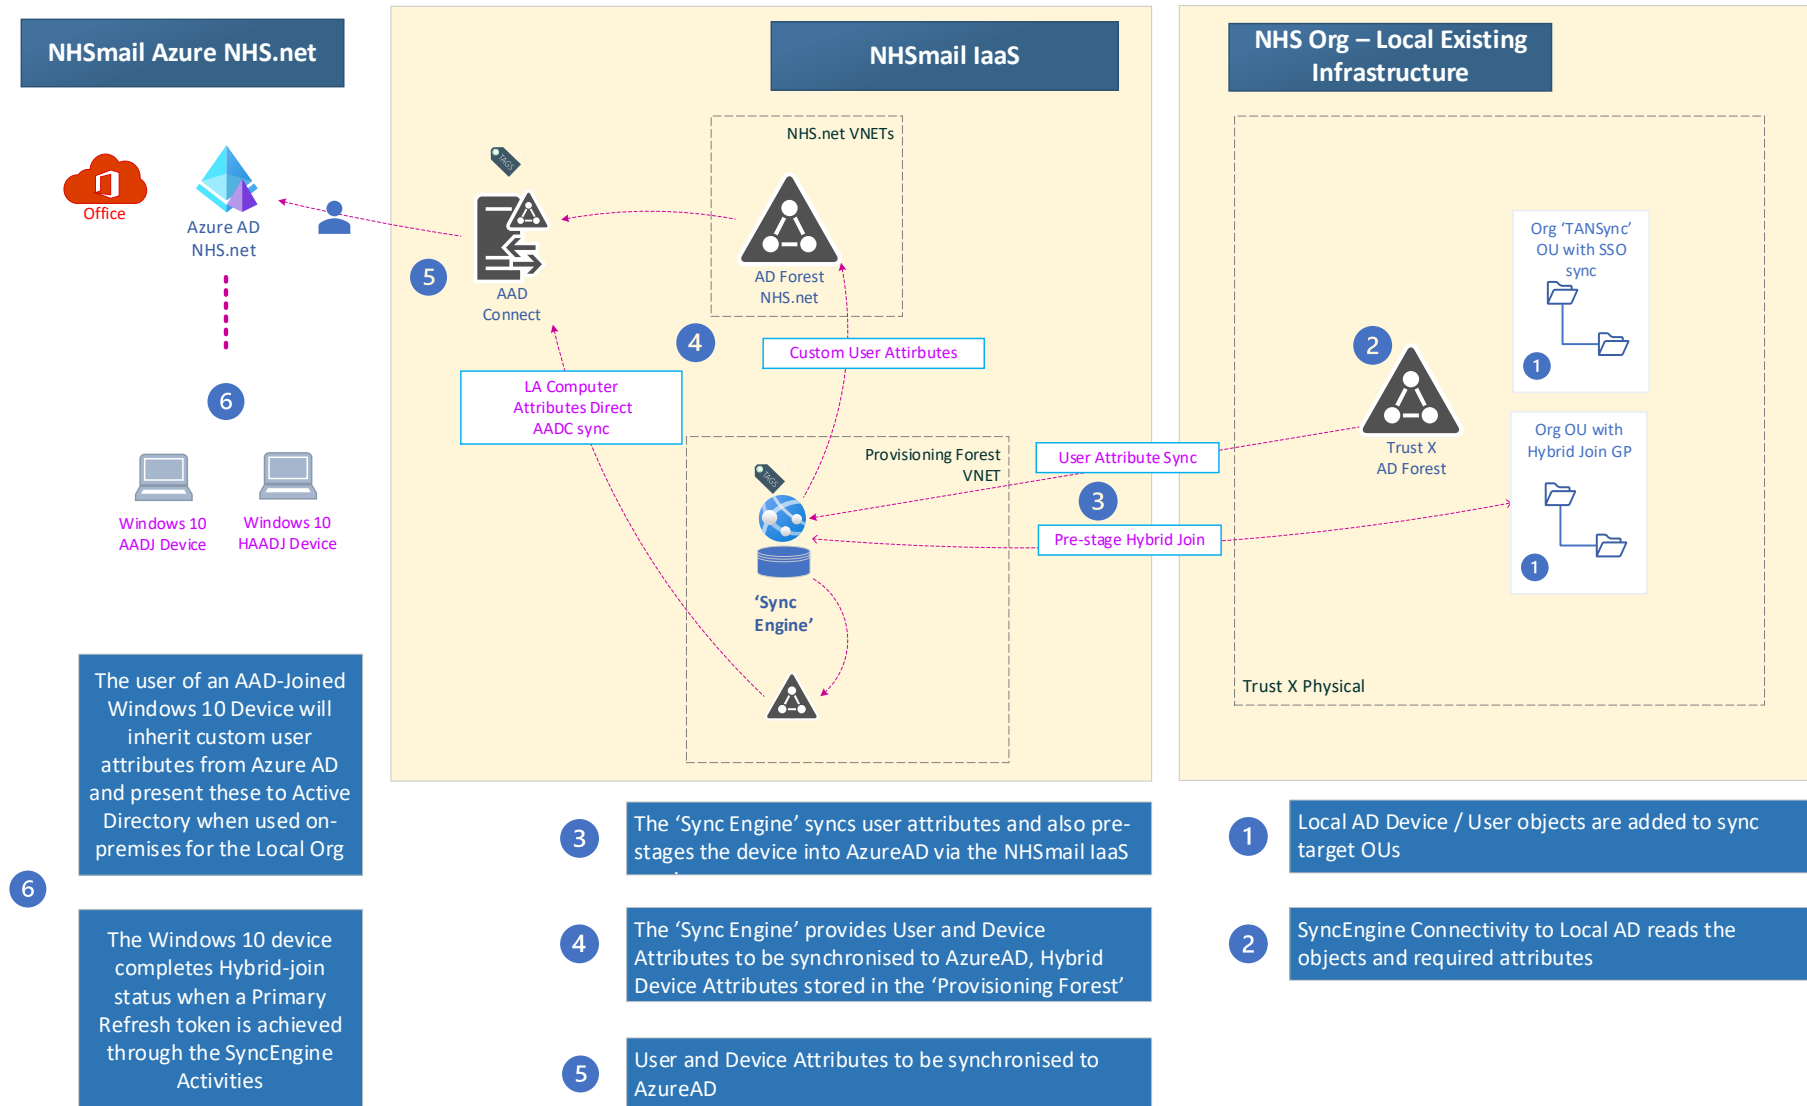 NHSmail Azure NHS.net
NHSmail IaaS
NHS Org – Local Existing
Infrastructure
Office
Azure AD
NHS.net
TAGS
5
AAD
Connect
NHS.net VNETs
AD Forest
NHS.net
4
Custom User Attirbutes
LA Computer
Attributes Direct
AADC sync
6
Windows 10
AADJ Device
Windows 10
HAADJ Device
Provisioning Forest
VNET
TAGS
‘Sync
Engine’
User Attribute Sync
3
Pre-stage Hybrid Join
2
Trust X
AD Forest
Org ‘TANSync’
OU with SSO
sync
1
Org OU with
Hybrid Join GP
1
Trust X Physical
The user of an AAD-Joined
Windows 10 Device will
inherit custom user
attributes from Azure AD
and present these to Active
Directory when used on-
premises for the Local Org
6
The Windows 10 device
completes Hybrid-join
status when a Primary
Refresh token is achieved
through the SyncEngine
Activities
3
The ‘Sync Engine’ syncs user attributes and also pre-
stages the device into AzureAD via the NHSmail IaaS
4
The ‘Sync Engine’ provides User and Device
Attributes to be synchronised to AzureAD, Hybrid
Device Attributes stored in the ‘Provisioning Forest’
5
User and Device Attributes to be synchronised to
AzureAD
1
Local AD Device / User objects are added to sync
target OUs
2
SyncEngine Connectivity to Local AD reads the
objects and required attributes